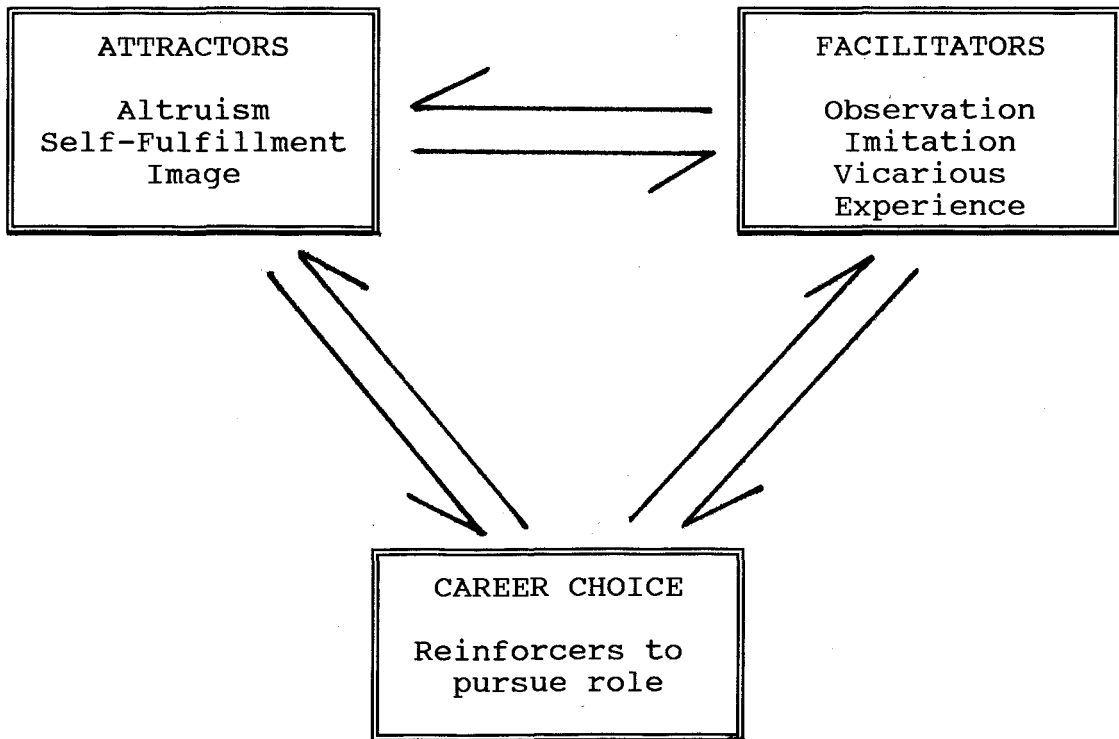 ATTRACTORS
Altruism
Self-Fulfillment
Image
FACILITATORS
Observation
Imitation
Vicarious
Experience
CAREER CHOICE
Reinforcers to
pursue role